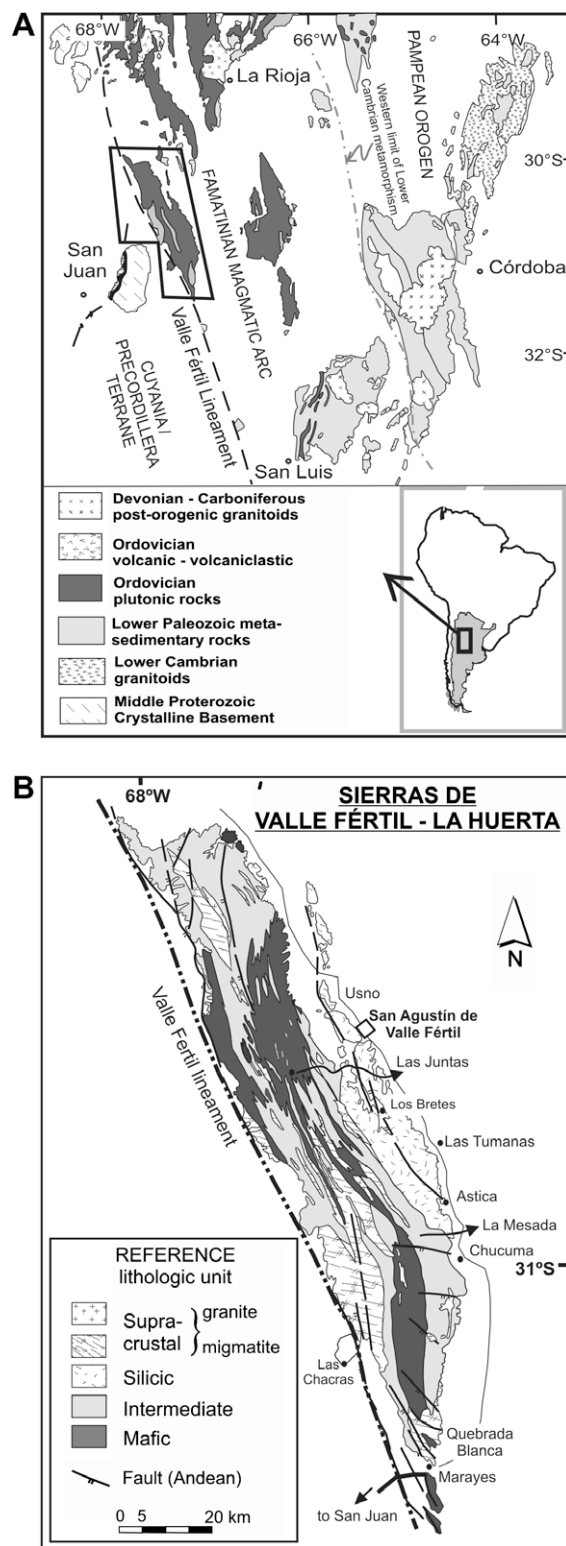 A
68°W
66°W
64°W
La Rioja
PAMPEAN OROGEN
Western limit of Lower
Cambrian metamorphism
30°S
FAMATINIAN MAGMATIC ARC
San
Juan
Córdoba
Valle Fértil Lineament
CUYANIA /
PRECORDILLERA
TERRANE
32°S
San Luis
Devonian - Carboniferous
post-orogenic granitoids
Ordovician
volcanic - volcaniclastic
Ordovician
plutonic rocks
Lower Paleozoic meta-
sedimentary rocks
Lower Cambrian
granitoids
Middle Proterozoic
Crystalline Basement
B
68°W
SIERRAS DE
VALLE FÉRTIL - LA HUERTA
N
Usno
San Agustín de
Valle Fértil
Valle Fertil lineament
Las Juntas
Los Bretes
Las Tumanas
Astica
La Mesada
Chucuma
31°S
REFERENCE
lithologic unit
Supra-
crustal
granite
migmatite
Silicic
Intermediate
Mafic
Fault (Andean)
0 5 10 20 km
Las
Chacras
Quebrada
Blanca
Marayes
to San Juan